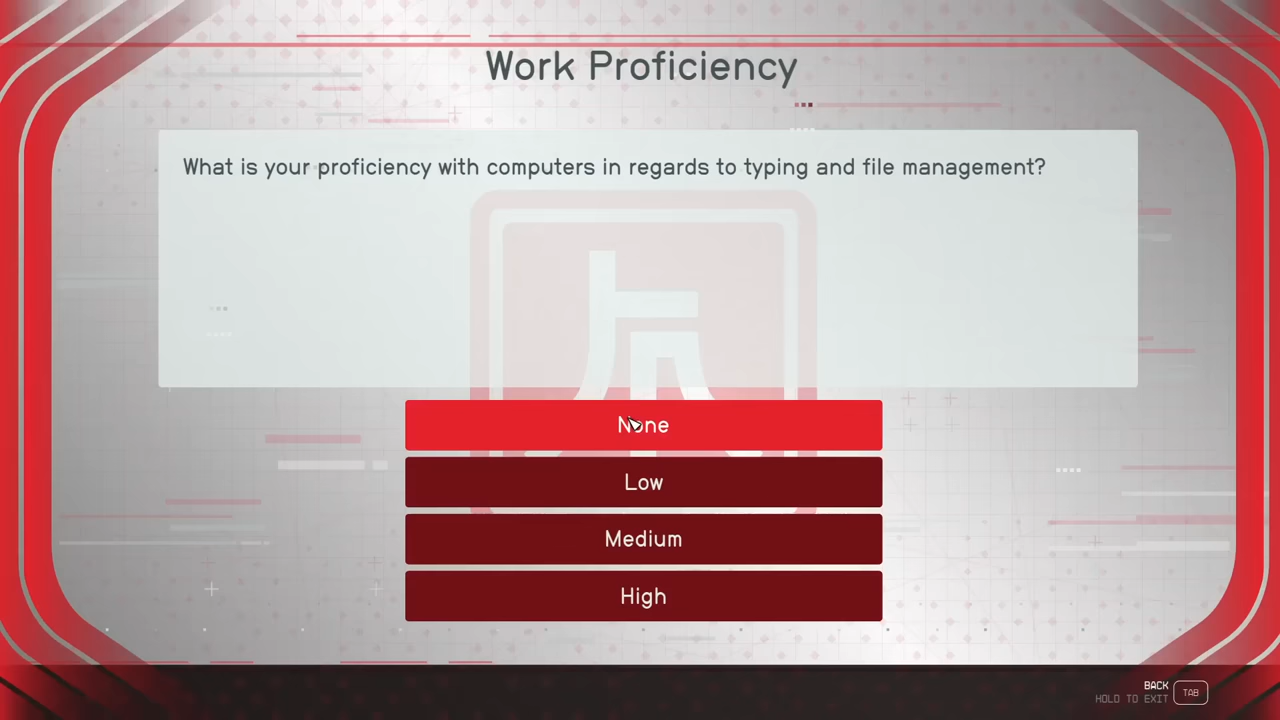 Work Proficiency
What is your proficiency with computers in regards to typing and file management?
None
Low
Medium
High
BACK
HOLD TO EXIT TAB